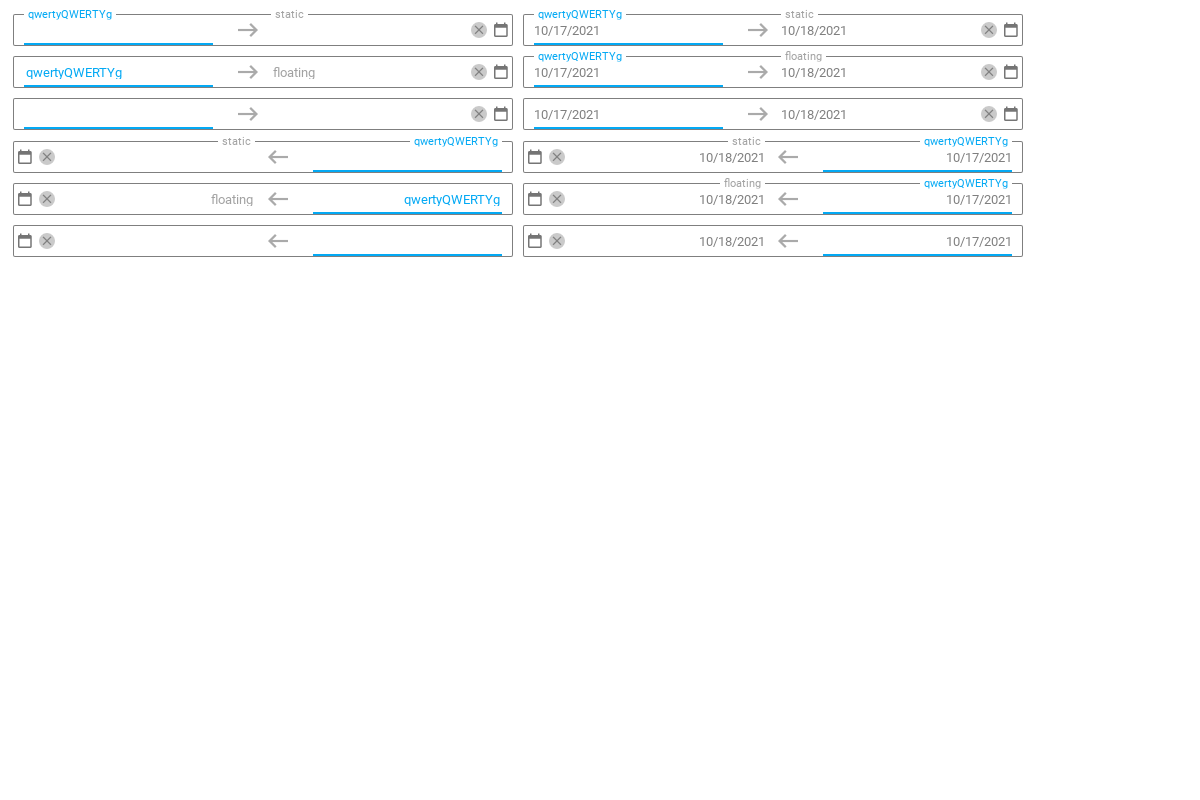 qwertyQWERTYg static qwertyQWERTYg static
10/17/2021 10/18/2021
qwertyQWERTYg floating
qwertyQWERTYg floating 10/17/2021 10/18/2021
10/17/2021 10/18/2021
static qwertyQWERTYg static qwertyQWERTYg
10/18/2021 10/17/2021
floating qwertyQWERTYg
floating qwertyQWERTYg 10/18/2021 10/17/2021
10/18/2021 10/17/2021